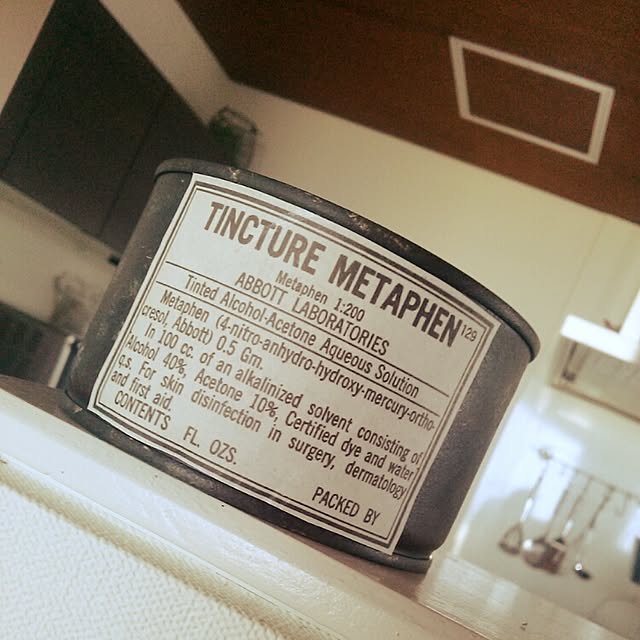 TINCTURE METAPHEN 129
Metaphen 1:200
ABBOTT LABORATORIES
Tinted Alcohol-Acetone Aqueous Solution
Metaphen (4-nitro-anhydro-hydroxy-mercury-ortho-
cresol, Abbott) 0.5 Gm.
In 100 cc. of an alkalinized solvent consisting of
Alcohol 40%, Acetone 10%, Certified dye and water
q.s. For skin disinfection in surgery, dermatology
and first aid.
CONTENTS FL. OZS.
PACKED BY